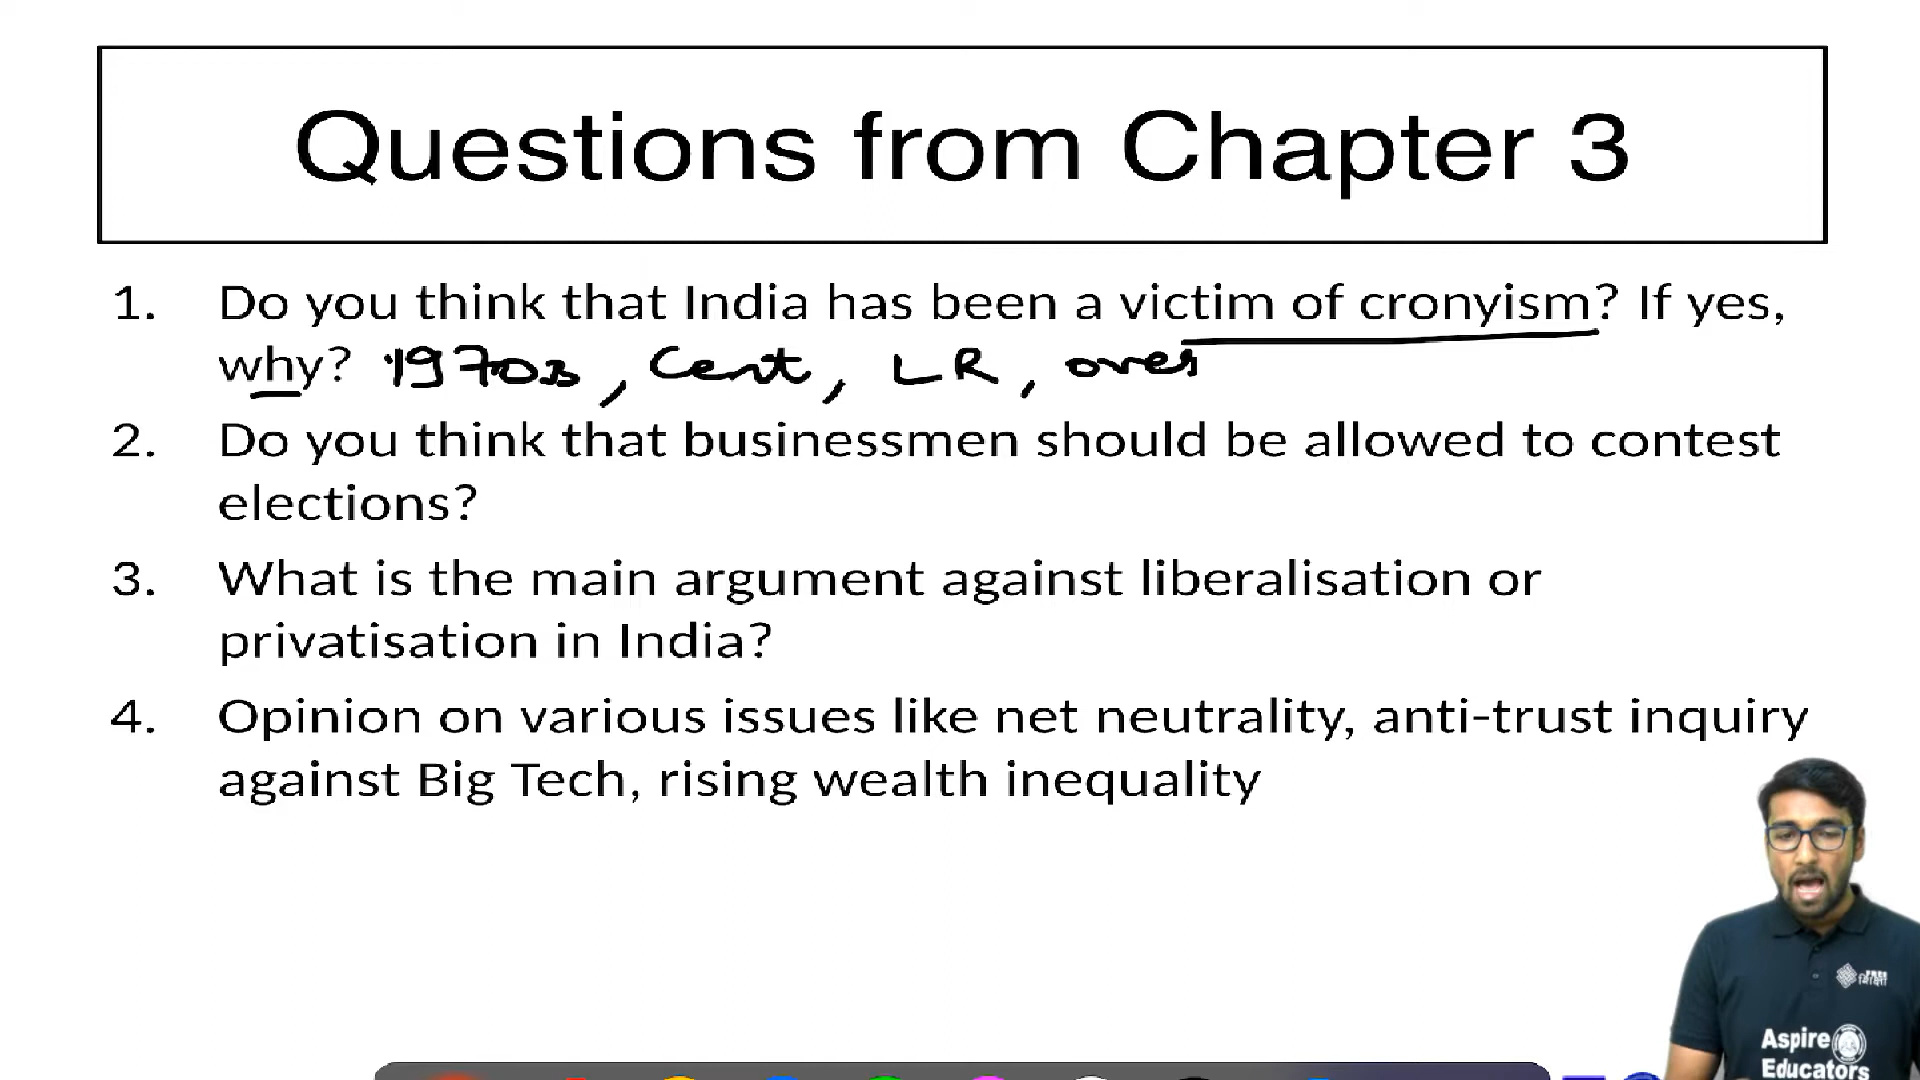 Questions from Chapter 3
1. Do you think that India has been a victim of cronyism? If yes,
why? 1970s, Cent, LR, over
2. Do you think that businessmen should be allowed to contest
elections?
3. What is the main argument against liberalisation or
privatisation in India?
4. Opinion on various issues like net neutrality, anti-trust inquiry
against Big Tech, rising wealth inequality
Aspire
Educators